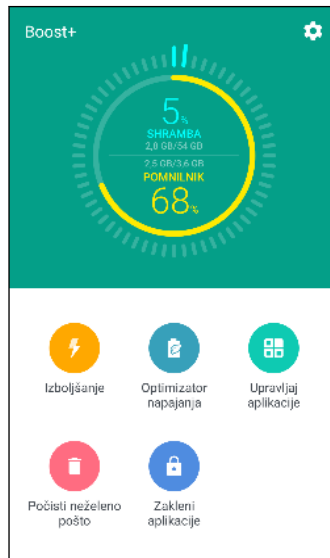 Boost+
5%
SHRAMBA
2,8 GB/54 GB
2,5 GB/3,6 GB
POMNILNIK
68%
Izboljšanje
Optimizator
napajanja
Upravljaj
aplikacije
Počisti neželeno
pošto
Zakleni
aplikacije